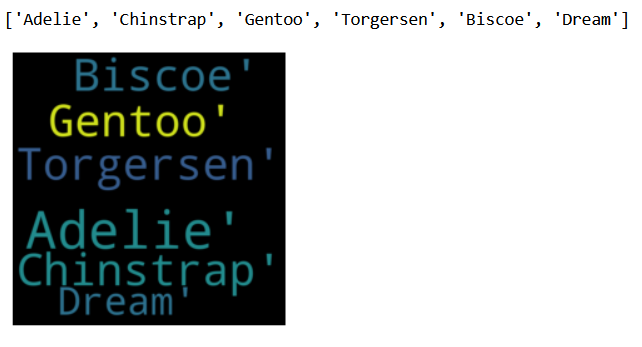 ['Adelie', 'Chinstrap', 'Gentoo', 'Torgersen', 'Biscoe', 'Dream']
Biscoe'
Gentoo'
Torgersen'
Adelie'
Chinstrap'
Dream'